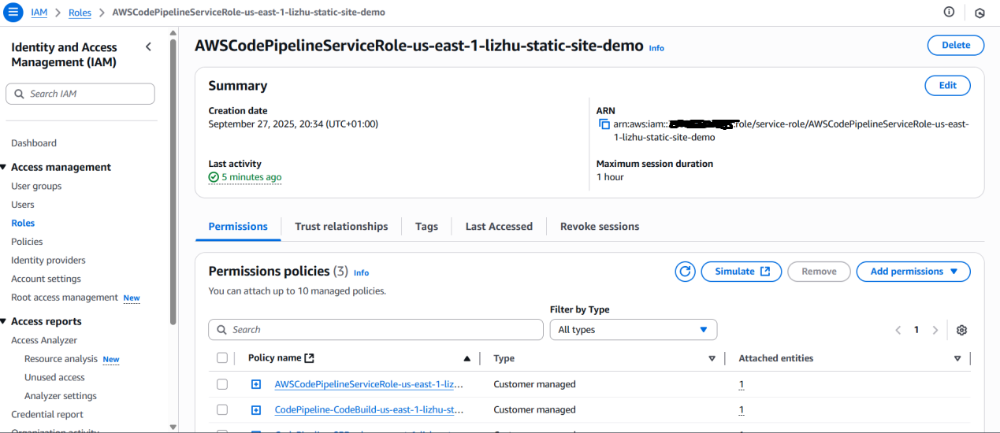 IAM > Roles > AWSCodePipelineServiceRole-us-east-1-lizhu-static-site-demo
Identity and Access
Management (IAM)
Search IAM
Dashboard
Access management
User groups
Users
Roles
Policies
Identity providers
Account settings
Root access management New
Access reports
Access Analyzer
Resource analysis New
Unused access
Analyzer settings
Credential report
Organization activity
AWSCodePipelineServiceRole-us-east-1-lizhu-static-site-demo Info
Delete
Summary
Edit
Creation date
September 27, 2025, 20:34 (UTC+01:00)
ARN
arn:aws:iam:: :role/service-role/AWSCodePipelineServiceRole-us-east-
1-lizhu-static-site-demo
Last activity
5 minutes ago
Maximum session duration
1 hour
Permissions
Trust relationships
Tags
Last Accessed
Revoke sessions
Permissions policies (3) Info
You can attach up to 10 managed policies.
Simulate
Remove
Add permissions
Filter by Type
Search
All types
1
Policy name
Type
Attached entities
AWSCodePipelineServiceRole-us-east-1-liz... Customer managed 1
CodePipeline-CodeBuild-us-east-1-lizhu-st... Customer managed 1